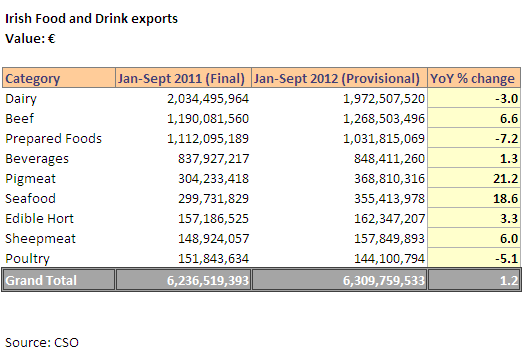 Irish Food and Drink exports
Value: €
Category Jan-Sept 2011 (Final) Jan-Sept 2012 (Provisional) YoY % change
Dairy 2,034,495,964 1,972,507,520 -3.0
Beef 1,190,081,560 1,268,503,496 6.6
Prepared Foods 1,112,095,189 1,031,815,069 -7.2
Beverages 837,927,217 848,411,260 1.3
Pigmeat 304,233,418 368,810,316 21.2
Seafood 299,731,829 355,413,978 18.6
Edible Hort 157,186,525 162,347,207 3.3
Sheepmeat 148,924,057 157,849,893 6.0
Poultry 151,843,634 144,100,794 -5.1
Grand Total 6,236,519,393 6,309,759,533 1.2
Source: CSO